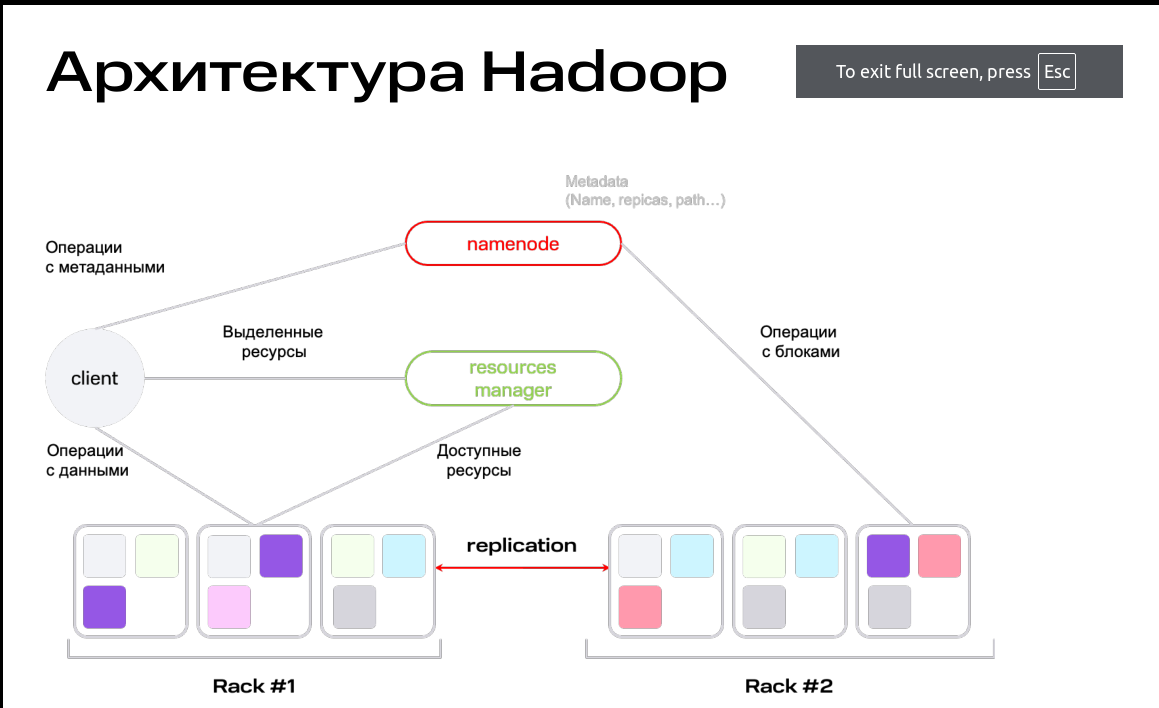 Архитектура Hadoop
To exit full screen, press Esc
Metadata
(Name, repicas, path...)
namenode
Операции
с метаданными
Выделенные
ресурсы
Операции
с блоками
client
resources
manager
Операции
с данными
Доступные
ресурсы
replication
Rack #1
Rack #2